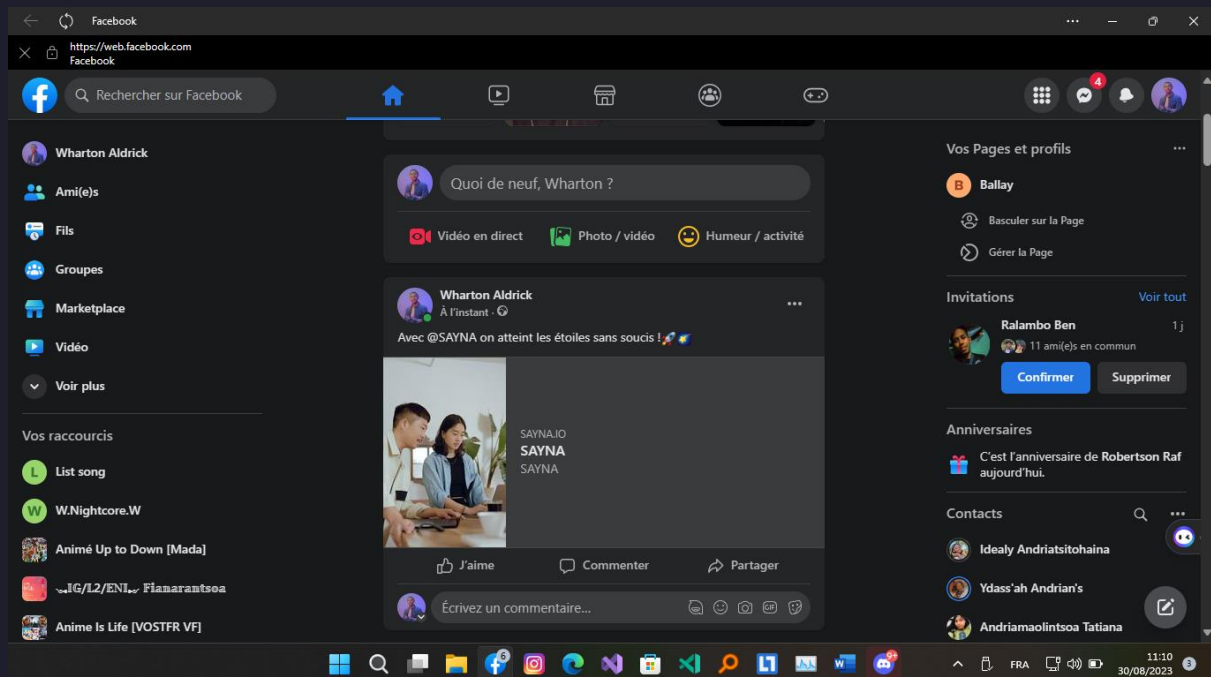 Facebook
https://web.facebook.com
Facebook
Rechercher sur Facebook
4
Wharton Aldrick
Ami(e)s
Fils
Groupes
Marketplace
Vidéo
Voir plus
Vos raccourcis
L List song
W W.Nightcore.W
Animé Up to Down [Mada]
𝕀𝔾/𝕃𝟚/𝔼ℕ𝕀 𝔽𝕚𝕒𝕟𝕒𝕣𝕒𝕟𝕥𝕤𝕠𝕒
Anime Is Life [VOSTFR VF]
Quoi de neuf, Wharton ?
Vidéo en direct
Photo / vidéo
Humeur / activité
Wharton Aldrick
À l'instant ·
Avec @SAYNA on atteint les étoiles sans soucis !🚀🌠
SAYNA.IO
SAYNA
SAYNA
J'aime
Commenter
Partager
Écrivez un commentaire...
GIF
Vos Pages et profils
B Ballay
Basculer sur la Page
Gérer la Page
Invitations
Voir tout
Ralambo Ben
1 j
11 ami(e)s en commun
Confirmer
Supprimer
Anniversaires
C'est l'anniversaire de Robertson Raf
aujourd'hui.
Contacts
Idealy Andriatsitohaina
Ydass'ah Andrian's
Andriamaolintsoa Tatiana
6
W
9+
FRA
11:10
30/08/2023
3